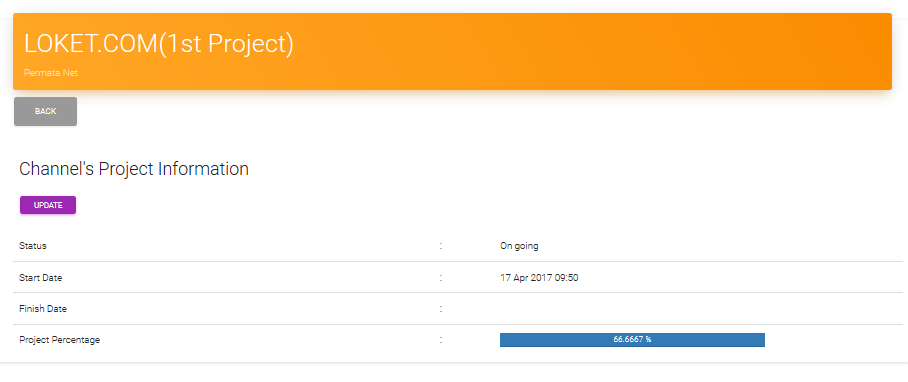 LOKET.COM(1st Project)
Permata Net
BACK
Channel's Project Information
UPDATE
Status : On going
Start Date : 17 Apr 2017 09:50
Finish Date :
Project Percentage : 66.6667 %